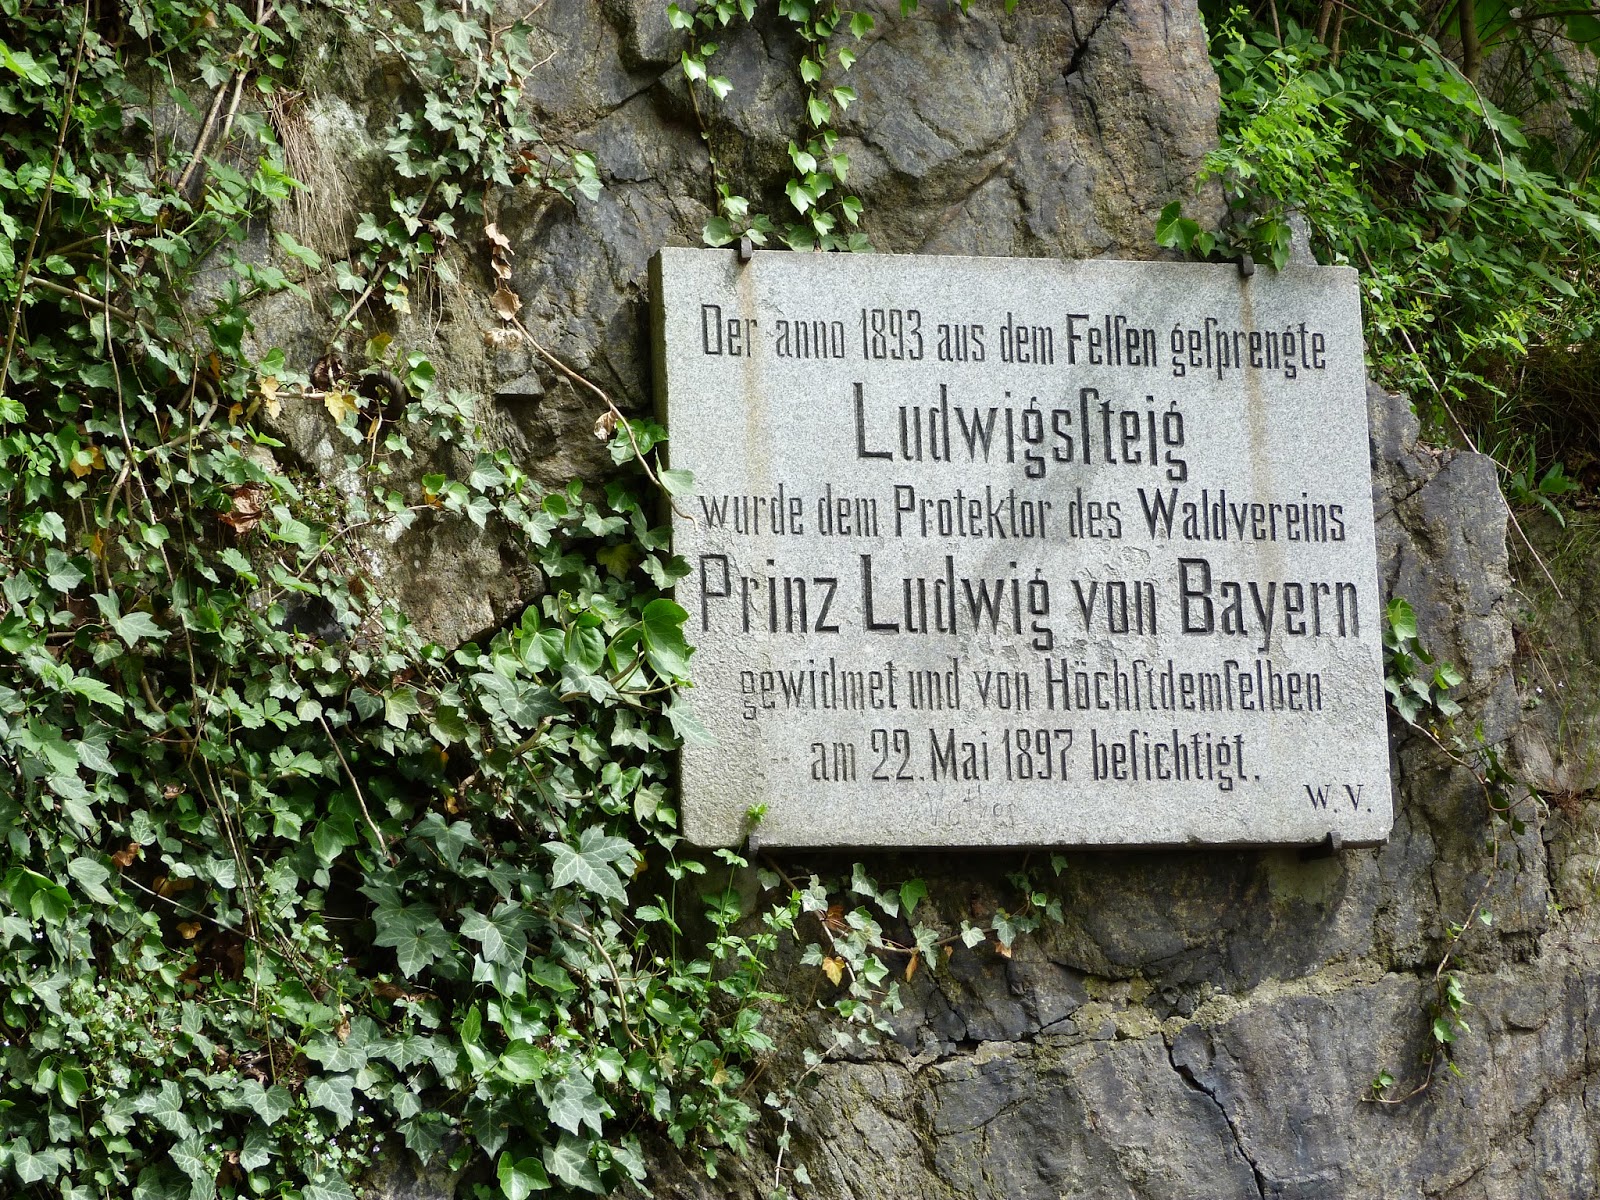 Der anno 1893 aus dem Felſen geſprengte
Ludwigsſteig
wurde dem Protektor des Waldvereins
Prinz Ludwig von Bayern
gewidmet und von Höchſtdemſelben
am 22. Mai 1897 beſichtigt.
W. V.